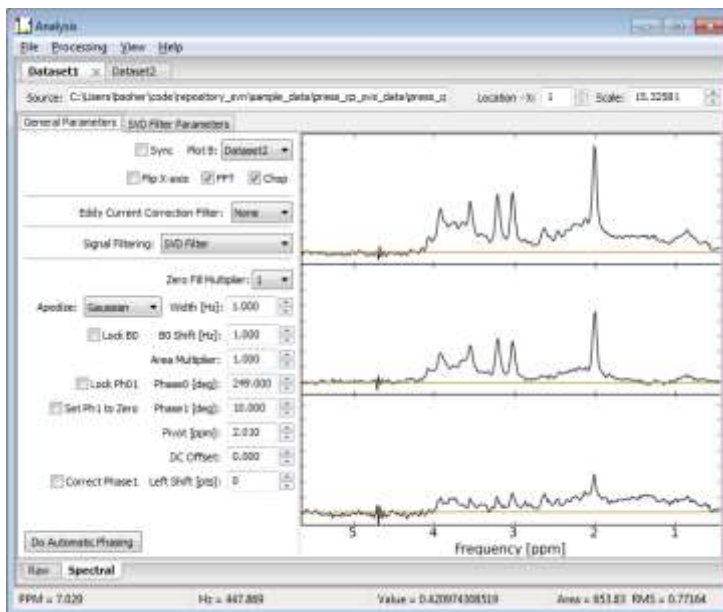 Analysis
File Processing View Help
Dataset1 × Dataset2
Source: C:\Users\bsoher\code\repository_svn\sample_data\press_cp_svs_data\press_c Location - X: 1 Scale: 15.32581
General Parameters SVD Filter Parameters
Sync Plot B: Dataset2
Flip X-axis FFT Chop
Eddy Current Correction Filter: None
Signal Filtering: SVD Filter
Zero Fill Multiplier: 1
Apodize: Gaussian Width [Hz]: 1.000
Lock B0 B0 Shift [Hz]: 1.000
Area Multiplier: 1.000
Lock Ph01 Phase0 [deg]: 249.000
Set Ph1 to Zero Phase1 [deg]: 10.000
Pivot [ppm]: 2.010
DC Offset: 0.000
Correct Phase1 Left Shift [pts]: 0
Do Automatic Phasing
5 4 3 2 1
Frequency [ppm]
Raw Spectral
PPM = 7.029 Hz = 447.869 Value = 0.420974308519 Area = 653.83 RMS = 0.77164